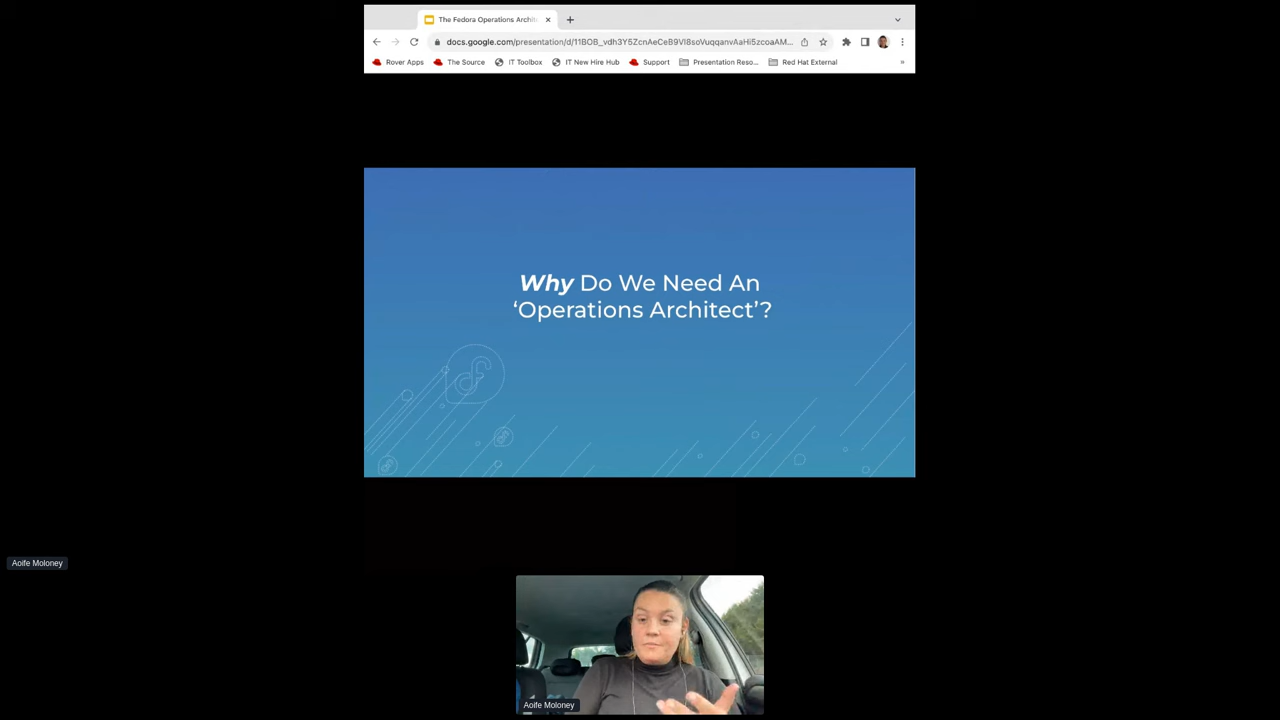 The Fedora Operations Archit
docs.google.com/presentation/d/11BOB_vdh3Y5ZcnAeCeB9VI8soVuqqanvAaHi5zcoaAM...
Rover Apps
The Source
IT Toolbox
IT New Hire Hub
Support
Presentation Reso...
Red Hat External
»
Why Do We Need An
‘Operations Architect’?
Aoife Moloney
Aoife Moloney